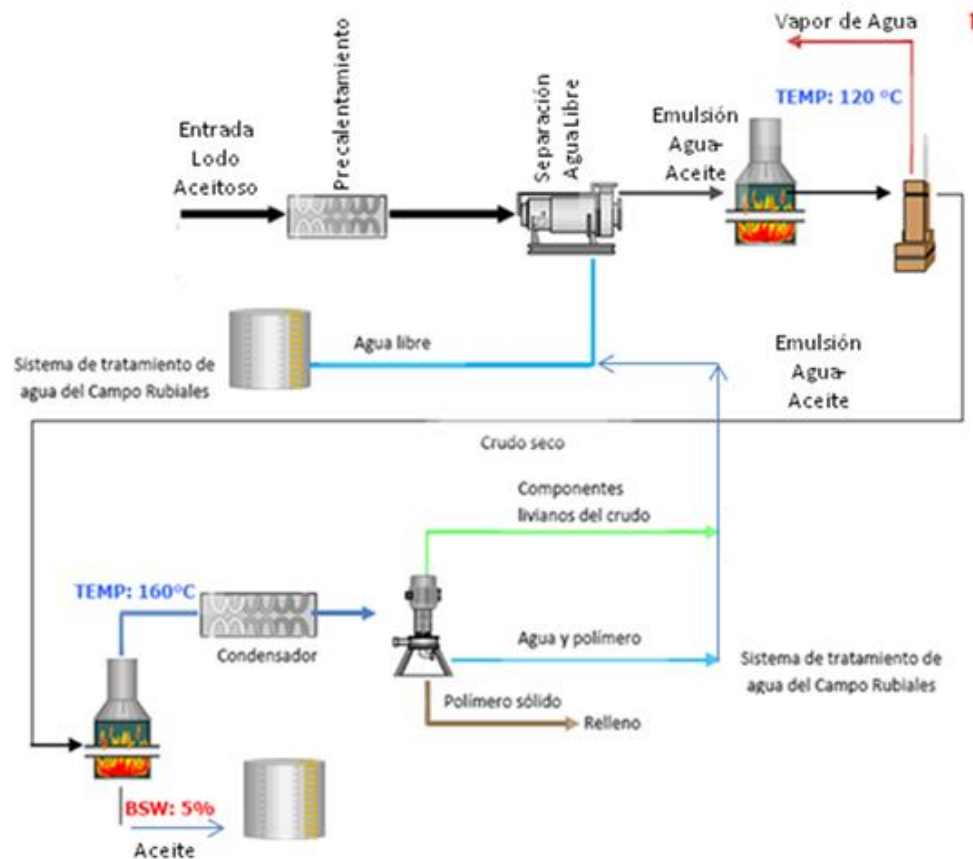 Vapor de Agua
1
TEMP: 120 °C
Entrada
Lodo
Aceitoso
Precalentamiento
Separación
Agua Libre
Emulsión
Agua-
Aceite
Agua libre
Sistema de tratamiento de
agua del Campo Rubiales
Emulsión
Agua-
Aceite
Crudo seco
Componentes
livianos del crudo
TEMP: 160°C
Condensador
Agua y polímero
Sistema de tratamiento de
agua del Campo Rubiales
Polímero sólido
Relleno
BSW: 5%
Aceite